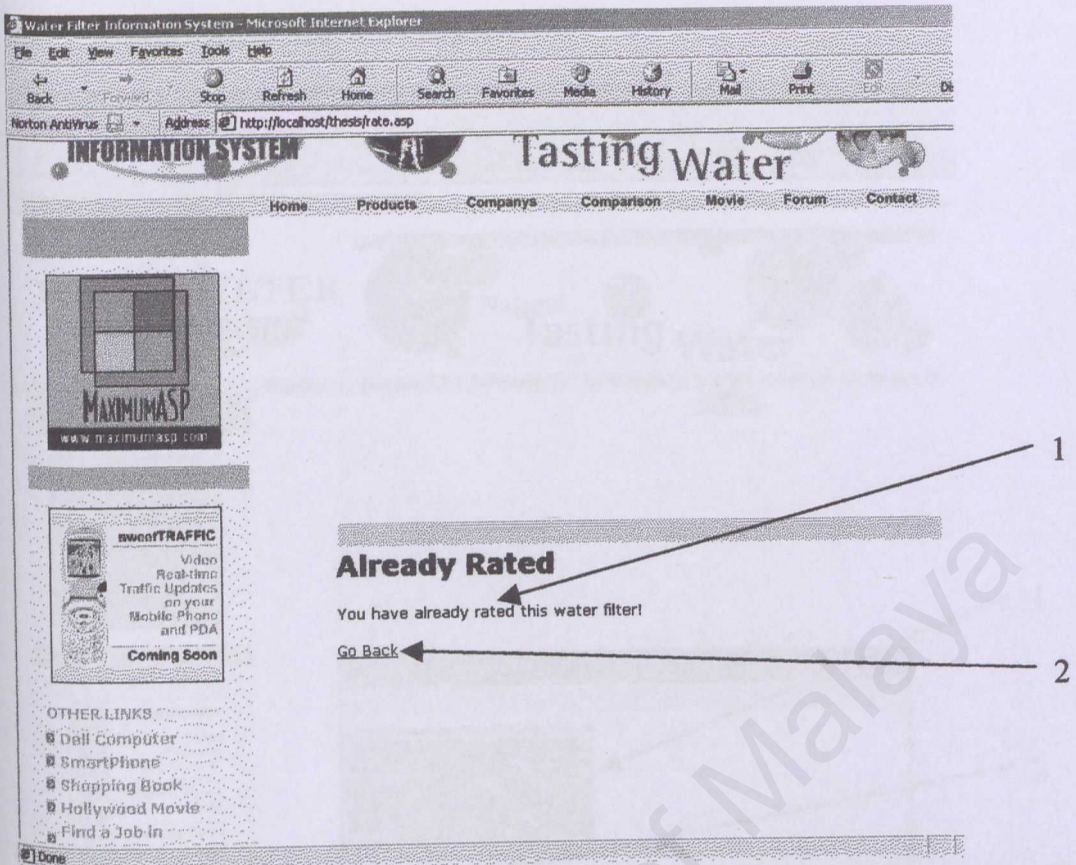 Water Filter Information System - Microsoft Internet Explorer
File Edit View Favorites Tools Help
Back Forward Stop Refresh Home Search Favorites Media History Mail Print Edit
Norton AntiVirus Address http://localhost/thesis/rate.asp
INFORMATION SYSTEM
Tasting Water
Home Products Companys Comparison Movie Forum Contact
MAXIMUMASP
www.maximumasp.com
1
TRAFFIC
Video
Real-time
Traffic Updates
on your
Mobile Phone
and PDA
Coming Soon
Already Rated
You have already rated this water filter!
Go Back
2
OTHER LINKS
Dell Computer
SmartPhone
Shopping Book
Hollywood Movie
Find a Job in
Done
of Malaya